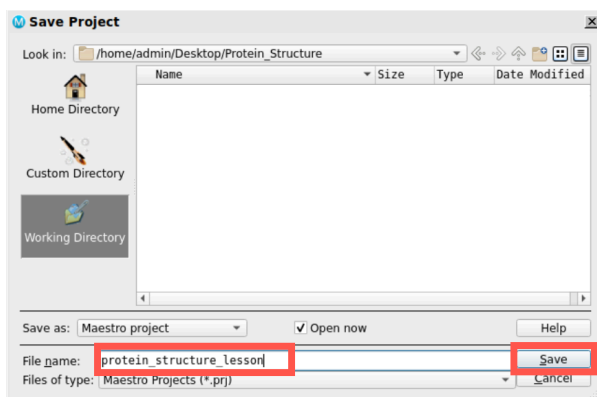 Save Project
Look in: /home/admin/Desktop/Protein_Structure
Name Size Type Date Modified
Home Directory
Custom Directory
Working Directory
Save as: Maestro project Open now Help
File name: protein_structure_lesson Save
Files of type: Maestro Projects (*.prj) Cancel